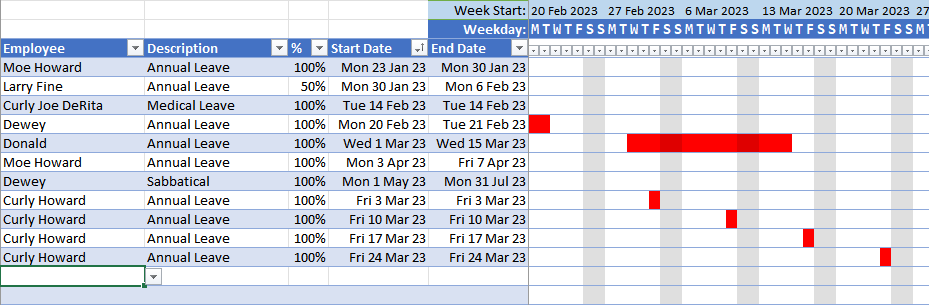 Week Start: 20 Feb 2023 27 Feb 2023 6 Mar 2023 13 Mar 2023 20 Mar 2023 27
Weekday: M T W T F S S M T W T F S S M T W T F S S M T W T F S S M T W T F S S M
Employee Description % Start Date End Date
Moe Howard Annual Leave 100% Mon 23 Jan 23 Mon 30 Jan 23
Larry Fine Annual Leave 50% Mon 30 Jan 23 Mon 6 Feb 23
Curly Joe DeRita Medical Leave 100% Tue 14 Feb 23 Tue 14 Feb 23
Dewey Annual Leave 100% Mon 20 Feb 23 Tue 21 Feb 23
Donald Annual Leave 100% Wed 1 Mar 23 Wed 15 Mar 23
Moe Howard Annual Leave 100% Mon 3 Apr 23 Fri 7 Apr 23
Dewey Sabbatical 100% Mon 1 May 23 Mon 31 Jul 23
Curly Howard Annual Leave 100% Fri 3 Mar 23 Fri 3 Mar 23
Curly Howard Annual Leave 100% Fri 10 Mar 23 Fri 10 Mar 23
Curly Howard Annual Leave 100% Fri 17 Mar 23 Fri 17 Mar 23
Curly Howard Annual Leave 100% Fri 24 Mar 23 Fri 24 Mar 23